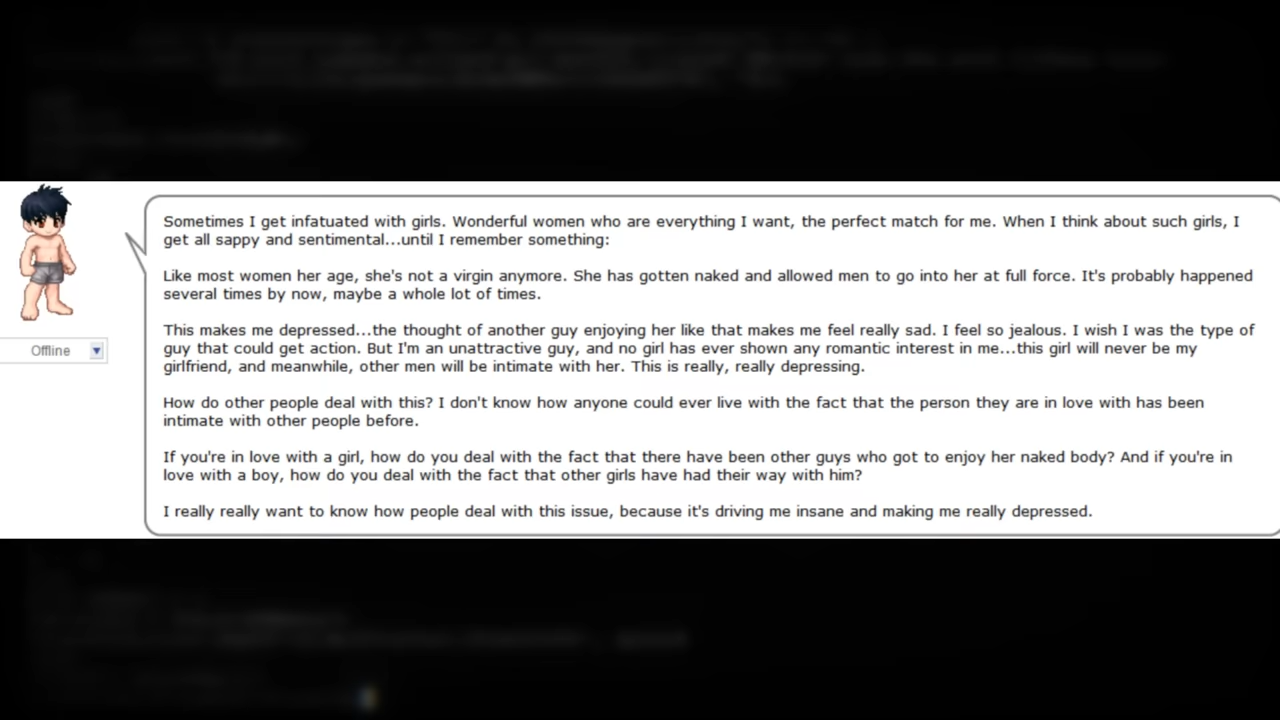 Sometimes I get infatuated with girls. Wonderful women who are everything I want, the perfect match for me. When I think about such girls, I
get all sappy and sentimental...until I remember something:
Like most women her age, she's not a virgin anymore. She has gotten naked and allowed men to go into her at full force. It's probably happened
several times by now, maybe a whole lot of times.
This makes me depressed...the thought of another guy enjoying her like that makes me feel really sad. I feel so jealous. I wish I was the type of
guy that could get action. But I'm an unattractive guy, and no girl has ever shown any romantic interest in me...this girl will never be my
girlfriend, and meanwhile, other men will be intimate with her. This is really, really depressing.
Offline
How do other people deal with this? I don't know how anyone could ever live with the fact that the person they are in love with has been
intimate with other people before.
If you're in love with a girl, how do you deal with the fact that there have been other guys who got to enjoy her naked body? And if you're in
love with a boy, how do you deal with the fact that other girls have had their way with him?
I really really want to know how people deal with this issue, because it's driving me insane and making me really depressed.